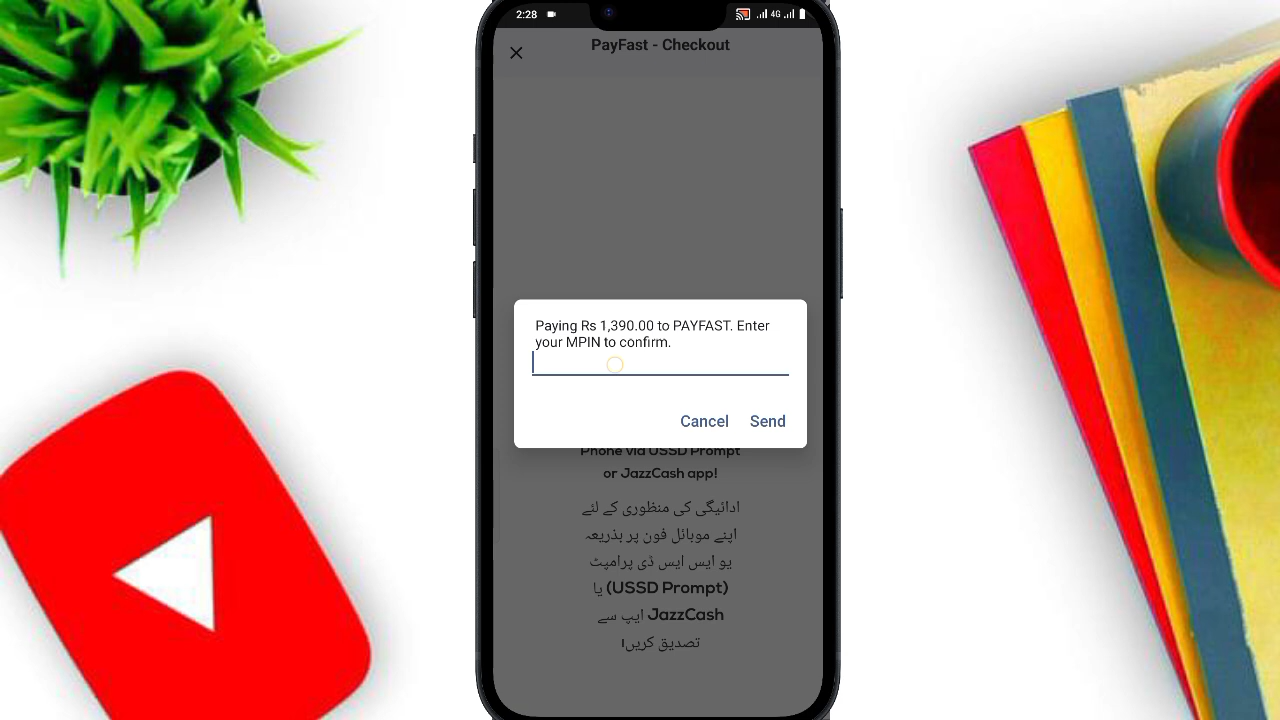 2:28
4G
PayFast - Checkout
Paying Rs 1,390.00 to PAYFAST. Enter
your MPIN to confirm.
Cancel Send
Phone via USSD Prompt
or JazzCash app!
ادائیگی کی منظوری کے لئے
اپنے موبائل فون پر بذریعہ
یو ایس ایس ڈی پرامپٹ
(USSD Prompt) یا
JazzCash ایپ سے
تصدیق کریں!